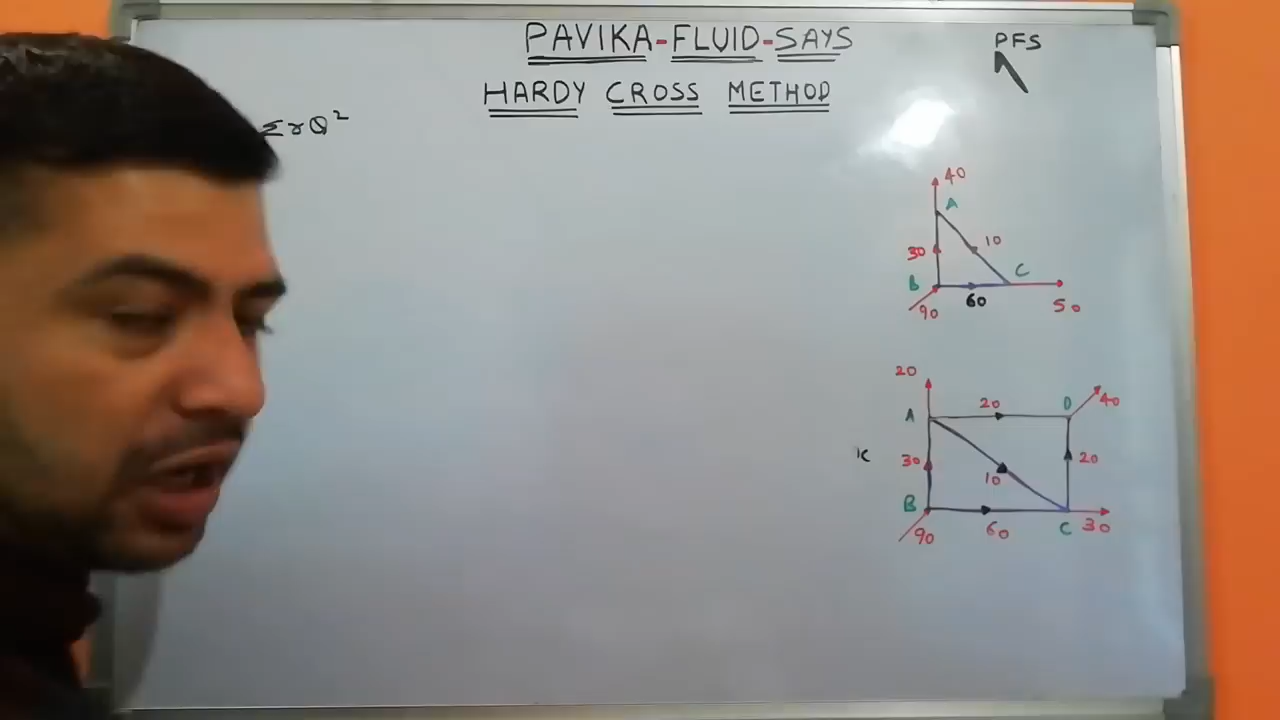 PAVIKA-FLUID-SAYS
PFS
HARDY CROSS METHOD
ΣrQ²
40
A
30
10
B
C
60
90
50
20
A
20
D
40
K
30
10
20
B
90
60
C
30